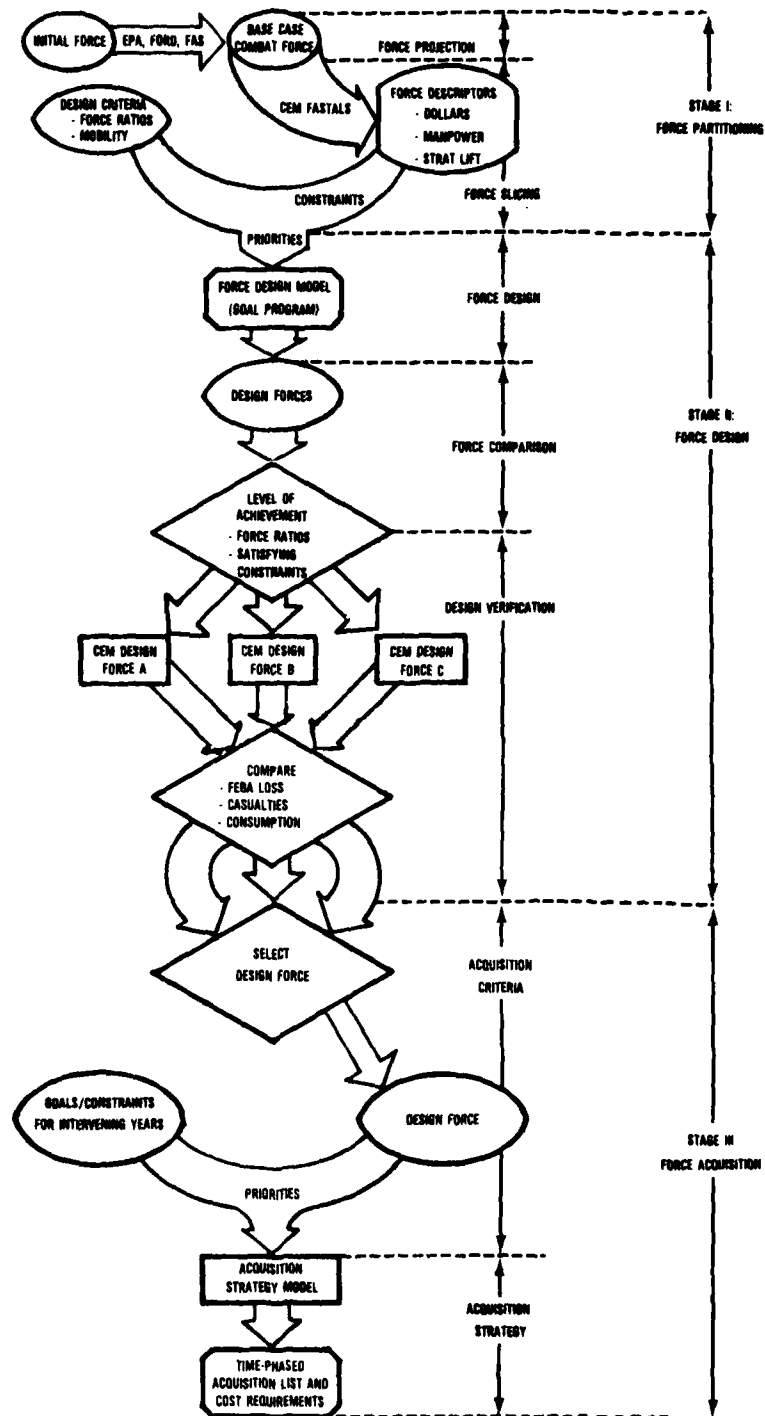 INITIAL FORCE
EPA, FORD, FAS
BASE CASE
COMBAT FORCE
FORCE PROJECTION
CEM FASTALS
DESIGN CRITERIA
- FORCE RATIOS
- MOBILITY
FORCE DESCRIPTORS
- DOLLARS
- MANPOWER
- STRAT LIFT
STAGE I:
FORCE PARTITIONING
CONSTRAINTS
FORCE SLICING
PRIORITIES
FORCE DESIGN MODEL
(GOAL PROGRAM)
FORCE DESIGN
DESIGN FORCES
FORCE COMPARISON
STAGE II:
FORCE DESIGN
LEVEL OF
ACHIEVEMENT
- FORCE RATIOS
- SATISFYING
CONSTRAINTS
DESIGN VERIFICATION
CEM DESIGN
FORCE A
CEM DESIGN
FORCE B
CEM DESIGN
FORCE C
COMPARE
- FEBA LOSS
- CASUALTIES
- CONSUMPTION
SELECT
DESIGN FORCE
ACQUISITION
CRITERIA
GOALS/CONSTRAINTS
FOR INTERVENING YEARS
DESIGN FORCE
STAGE III
FORCE ACQUISITION
PRIORITIES
ACQUISITION
STRATEGY MODEL
ACQUISITION
STRATEGY
TIME-PHASED
ACQUISITION LIST AND
COST REQUIREMENTS